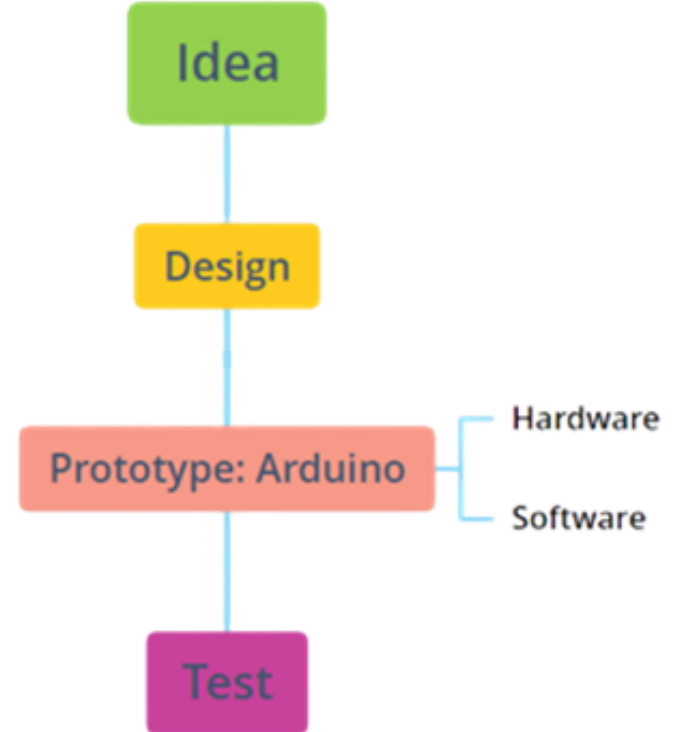 Idea
Design
Prototype: Arduino
Hardware
Software
Test